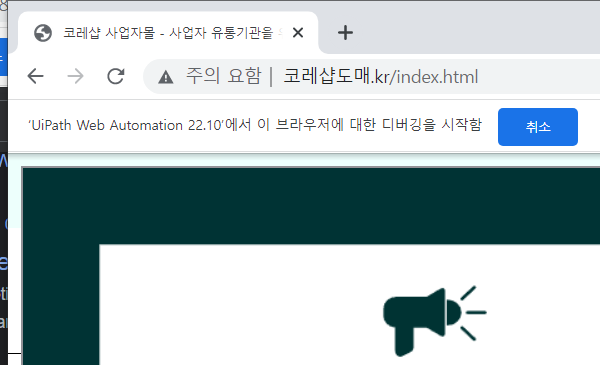 코레샵 사업자몰 - 사업자 유통기관을
주의 요함 | 코레샵도매.kr/index.html
'UiPath Web Automation 22.10'에서 이 브라우저에 대한 디버깅을 시작함
취소